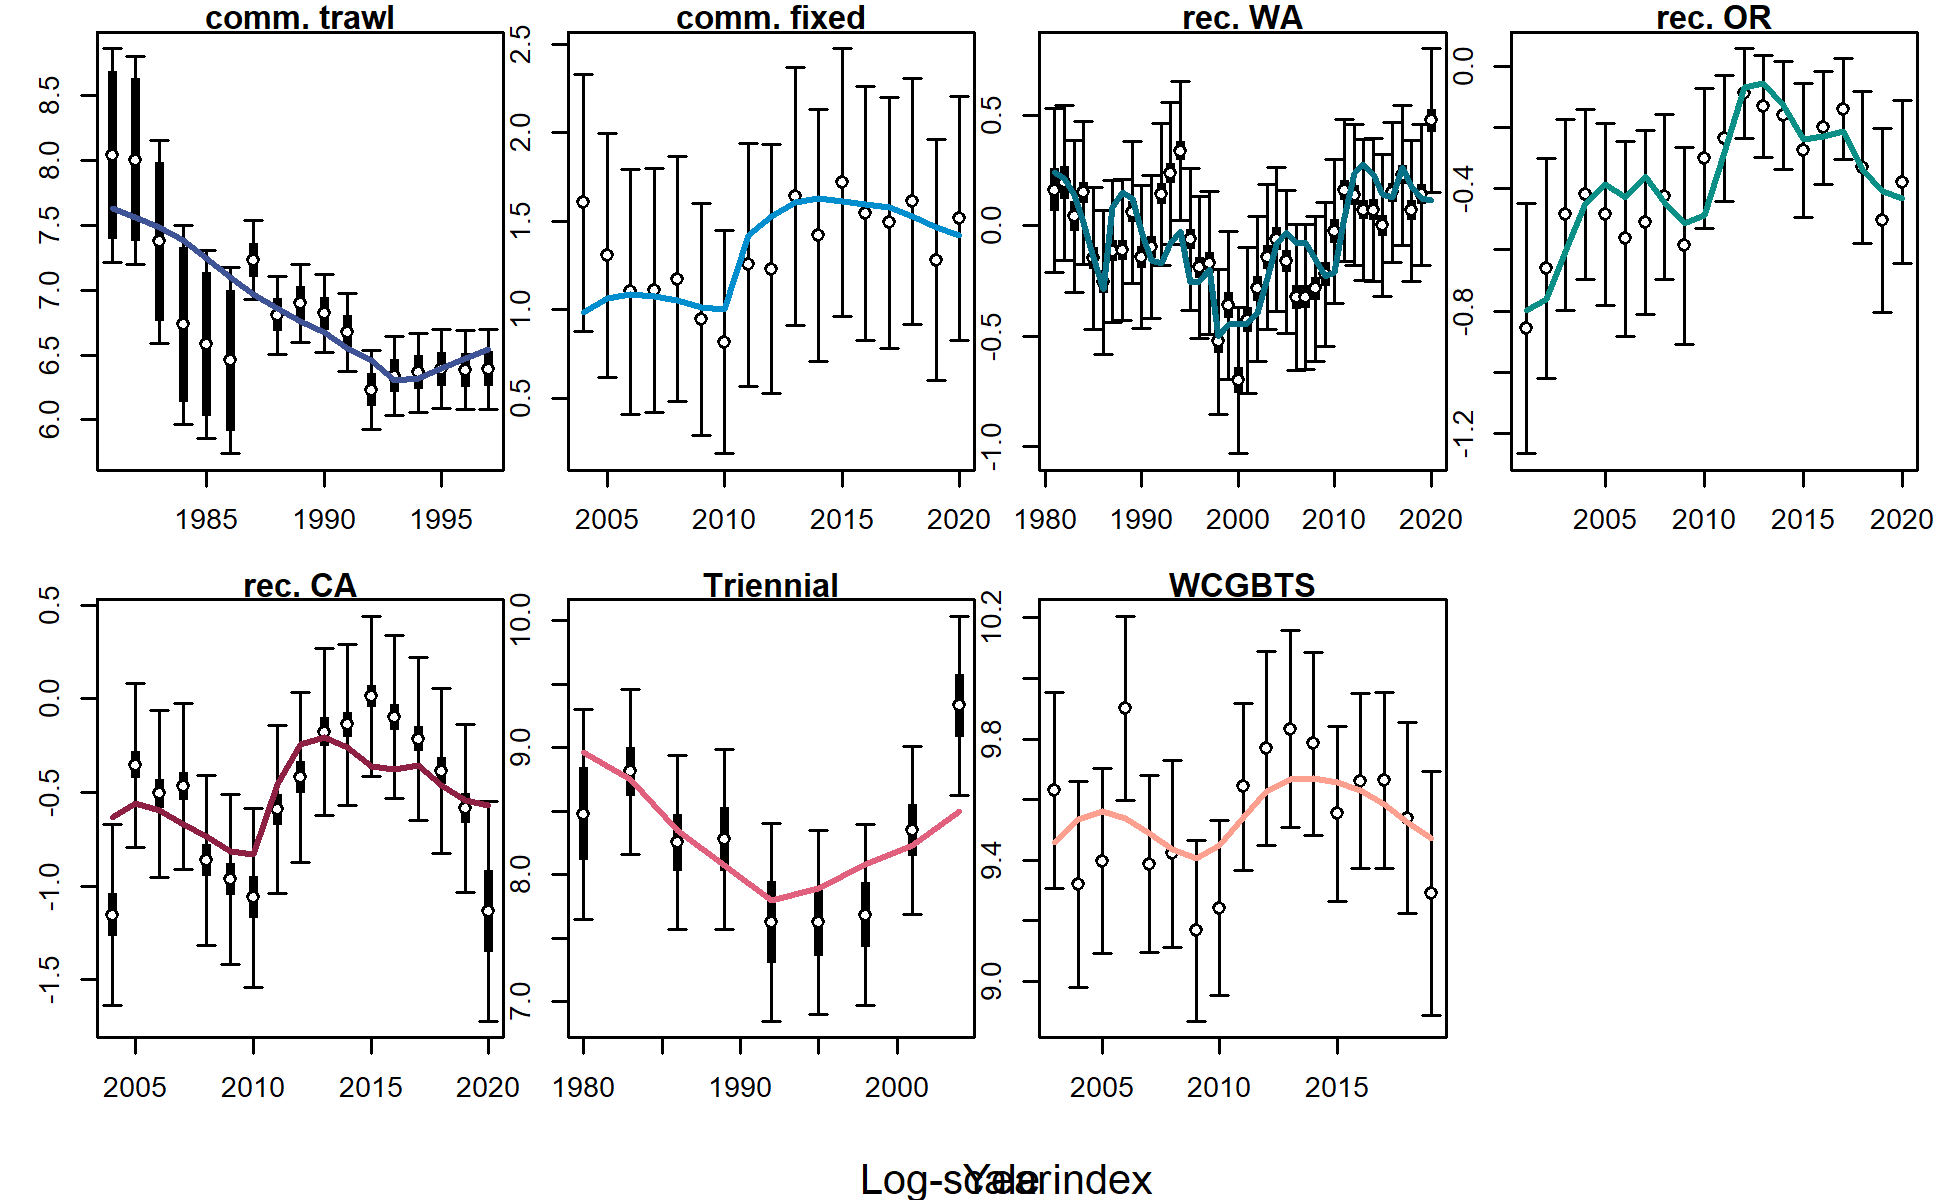 comm. trawl
comm. fixed
rec. WA
rec. OR
8.5
8.0
7.5
7.0
6.5
6.0
1985 1990 1995
2.5
2.0
1.5
1.0
0.5
2005 2010 2015 2020
0.5
0.0
-0.5
-1.0
1980 1990 2000 2010 2020
0.0
-0.4
-0.8
-1.2
2005 2010 2015 2020
rec. CA
Triennial
WCGBTS
0.5
0.0
-0.5
-1.0
-1.5
2005 2010 2015 2020
10.0
9.0
8.0
7.0
1980 1990 2000
10.2
9.8
9.4
9.0
2005 2010 2015
Log-scale index
Year